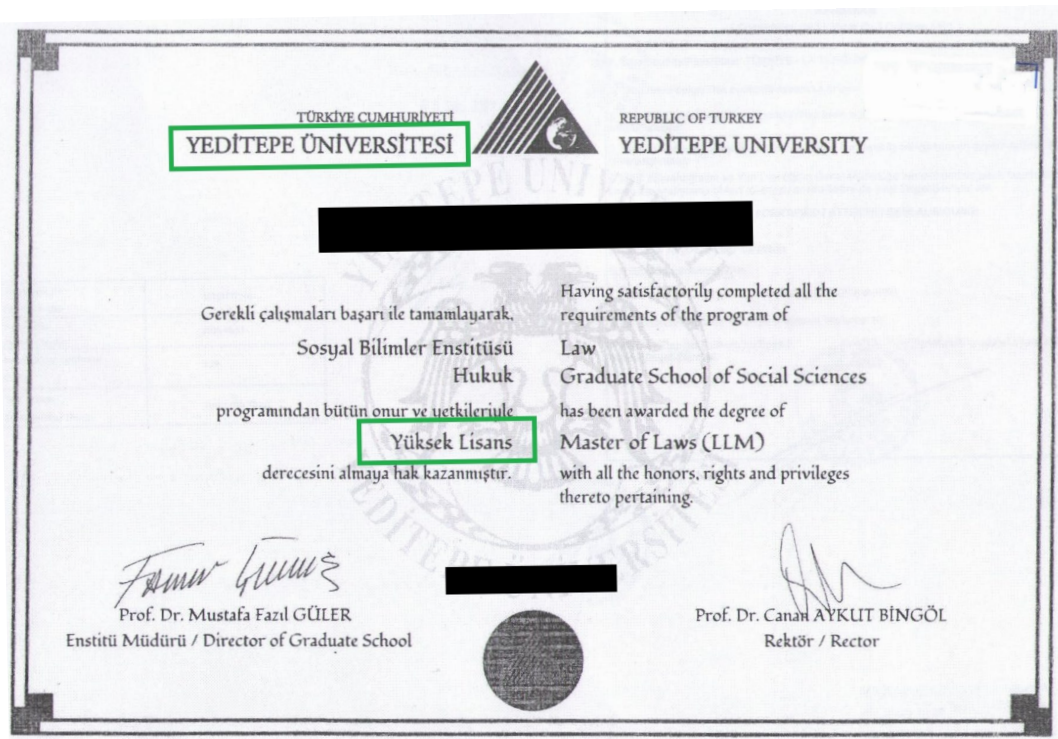 TÜRKİYE CUMHURİYETİ
YEDİTEPE ÜNİVERSİTESİ
REPUBLIC OF TURKEY
YEDİTEPE UNIVERSITY
Gerekli çalışmaları başarı ile tamamlayarak,
Sosyal Bilimler Enstitüsü
Hukuk
programından bütün onur ve yetkileriyle
Yüksek Lisans
derecesini almaya hak kazanmıştır.
Having satisfactorily completed all the
requirements of the program of
Law
Graduate School of Social Sciences
has been awarded the degree of
Master of Laws (LLM)
with all the honors, rights and privileges
thereto pertaining.
Prof. Dr. Mustafa Fazıl GÜLER
Enstitü Müdürü / Director of Graduate School
Prof. Dr. Canan AYKUT BİNGÖL
Rektör / Rector